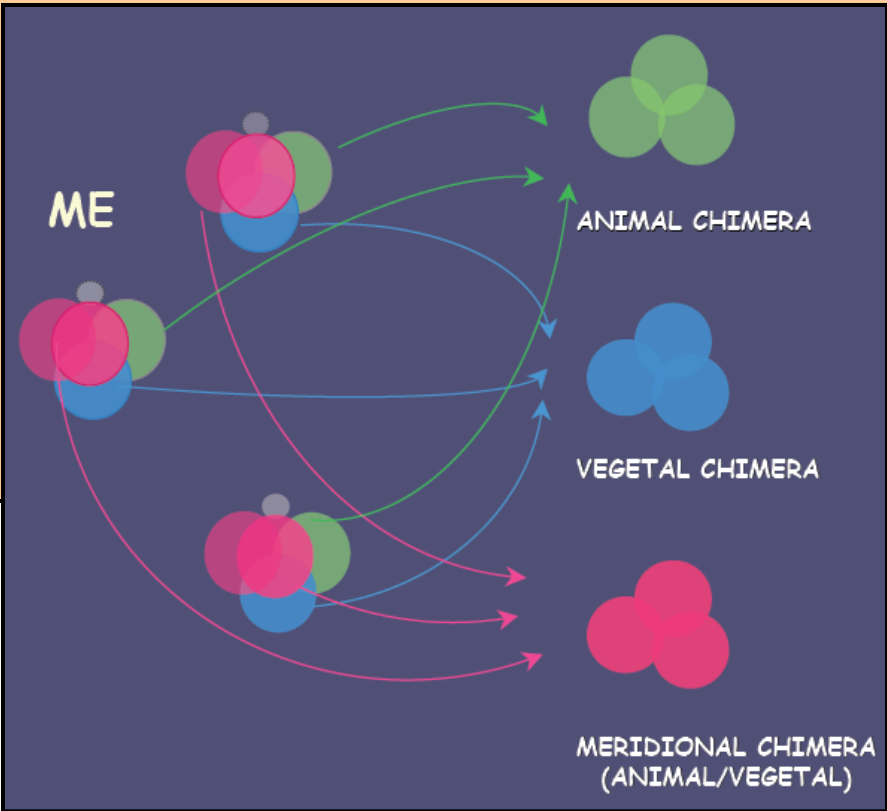 ME
ANIMAL CHIMERA
VEGETAL CHIMERA
MERIDIONAL CHIMERA
(ANIMAL/VEGETAL)